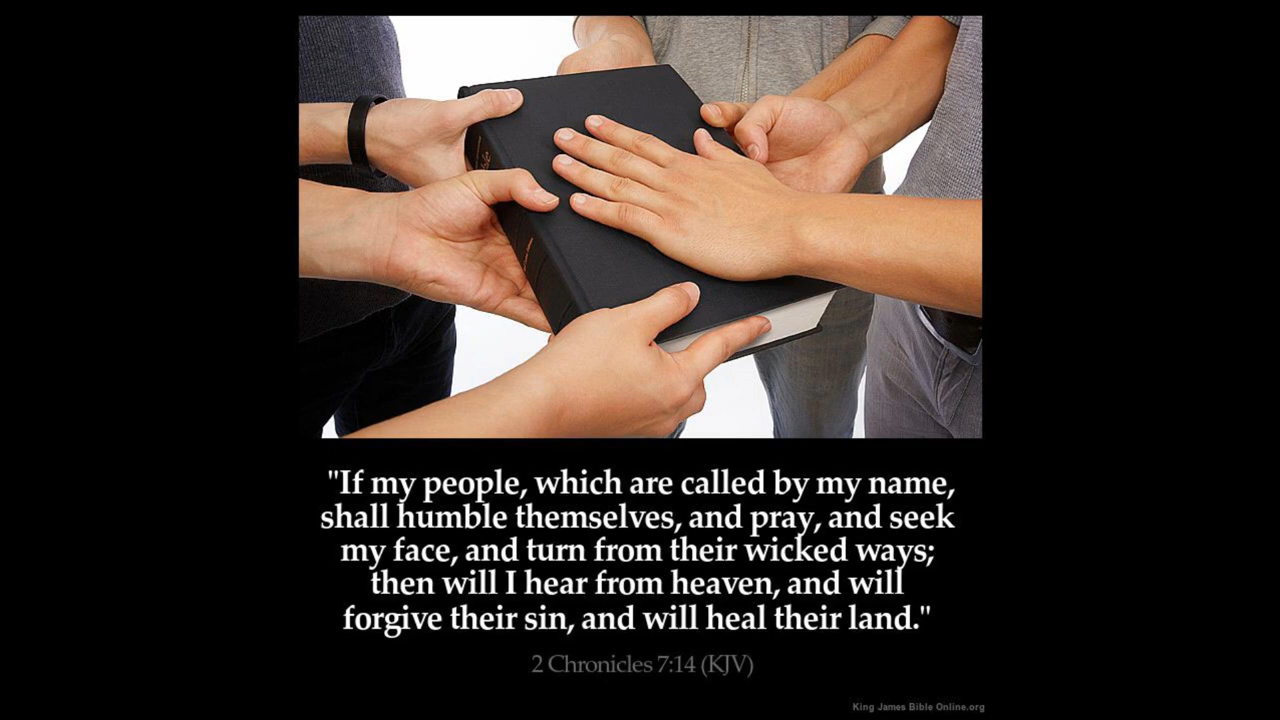 "If my people, which are called by my name,
shall humble themselves, and pray, and seek
my face, and turn from their wicked ways;
then will I hear from heaven, and will
forgive their sin, and will heal their land."
2 Chronicles 7:14 (KJV)
King James Bible Online.org